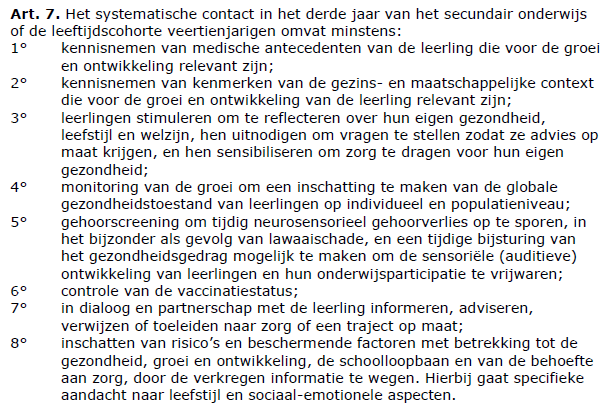 Art. 7. Het systematische contact in het derde jaar van het secundair onderwijs
of de leeftijdscohorte veertienjarigen omvat minstens:
1° kennisnemen van medische antecedenten van de leerling die voor de groei
en ontwikkeling relevant zijn;
2° kennisnemen van kenmerken van de gezins- en maatschappelijke context
die voor de groei en ontwikkeling van de leerling relevant zijn;
3° leerlingen stimuleren om te reflecteren over hun eigen gezondheid,
leefstijl en welzijn, hen uitnodigen om vragen te stellen zodat ze advies op
maat krijgen, en hen sensibiliseren om zorg te dragen voor hun eigen
gezondheid;
4° monitoring van de groei om een inschatting te maken van de globale
gezondheidstoestand van leerlingen op individueel en populatieniveau;
5° gehoorscreening om tijdig neurosensorieel gehoorverlies op te sporen, in
het bijzonder als gevolg van lawaaischade, en een tijdige bijsturing van
het gezondheidsgedrag mogelijk te maken om de sensoriële (auditieve)
ontwikkeling van leerlingen en hun onderwijsparticipatie te vrijwaren;
6° controle van de vaccinatiestatus;
7° in dialoog en partnerschap met de leerling informeren, adviseren,
verwijzen of toeleiden naar zorg of een traject op maat;
8° inschatten van risico's en beschermende factoren met betrekking tot de
gezondheid, groei en ontwikkeling, de schoolloopbaan en van de behoefte
aan zorg, door de verkregen informatie te wegen. Hierbij gaat specifieke
aandacht naar leefstijl en sociaal-emotionele aspecten.